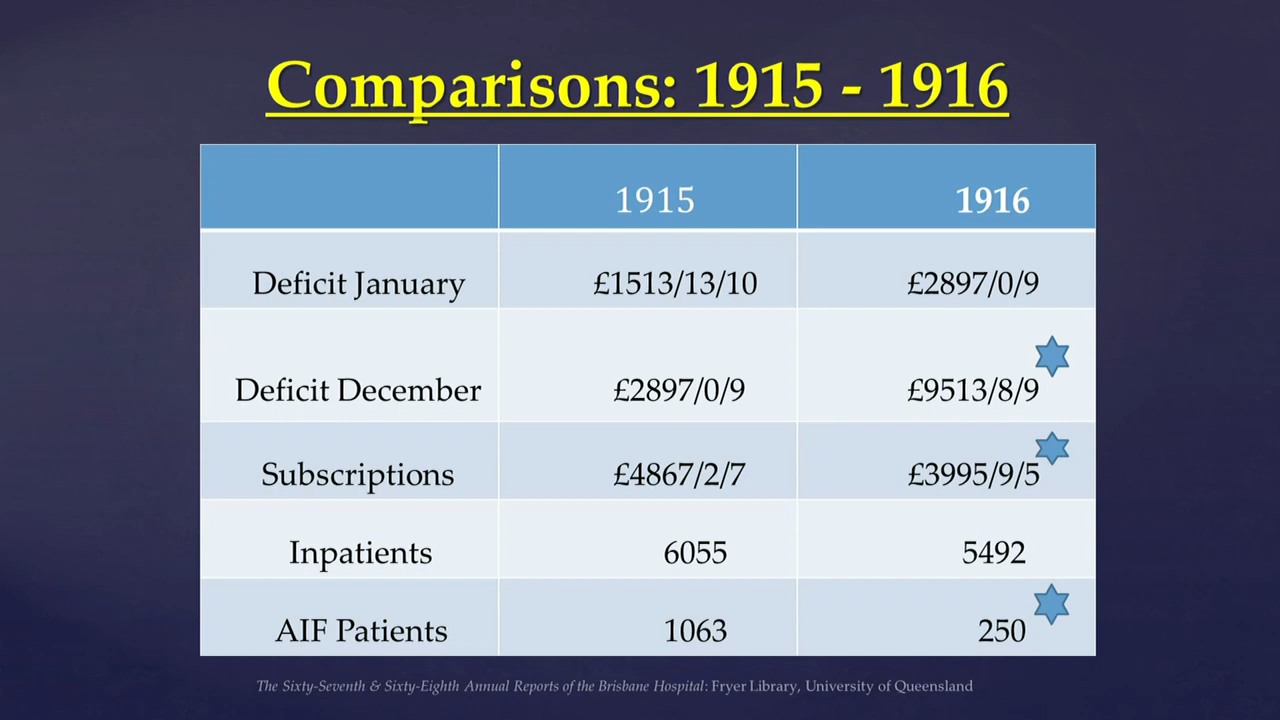 Comparisons: 1915 - 1916
1915 1916
Deficit January £1513/13/10 £2897/0/9
Deficit December £2897/0/9 £9513/8/9
Subscriptions £4867/2/7 £3995/9/5
Inpatients 6055 5492
AIF Patients 1063 250
The Sixty-Seventh & Sixty-Eighth Annual Reports of the Brisbane Hospital: Fryer Library, University of Queensland